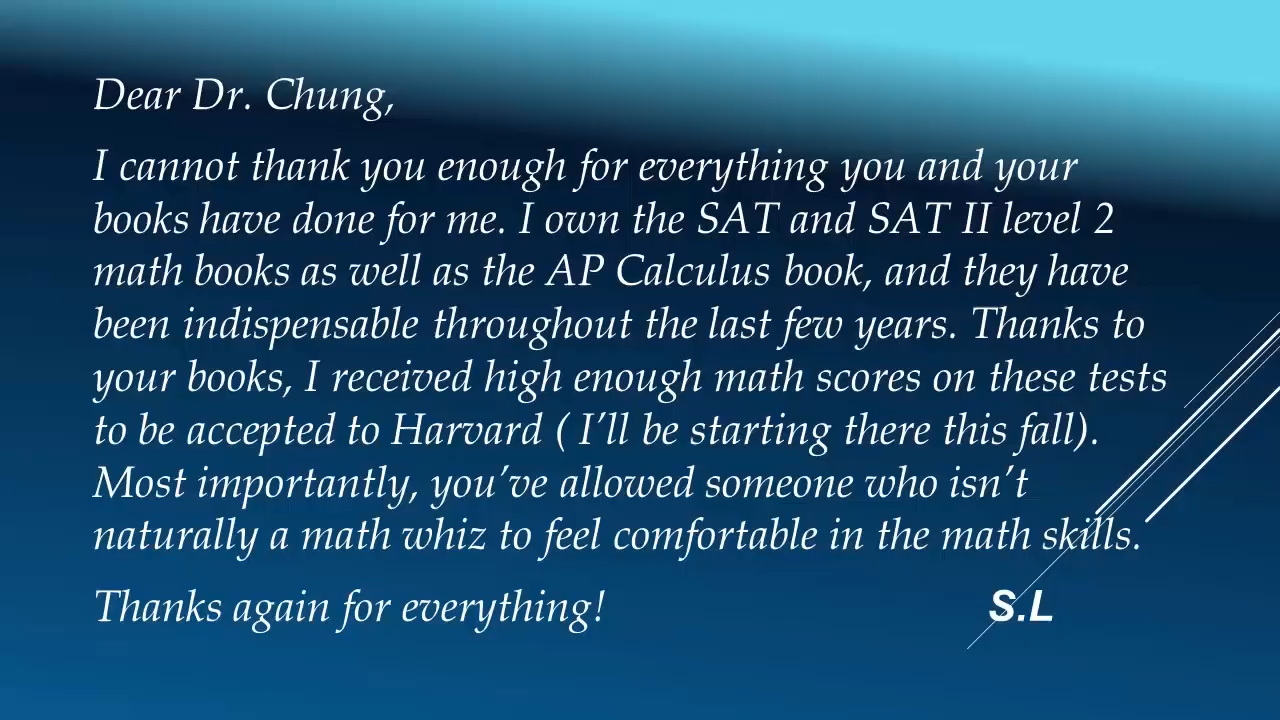 Dear Dr. Chung,
I cannot thank you enough for everything you and your
books have done for me. I own the SAT and SAT II level 2
math books as well as the AP Calculus book, and they have
been indispensable throughout the last few years. Thanks to
your books, I received high enough math scores on these tests
to be accepted to Harvard ( I’ll be starting there this fall).
Most importantly, you’ve allowed someone who isn’t
naturally a math whiz to feel comfortable in the math skills.
Thanks again for everything! S.L